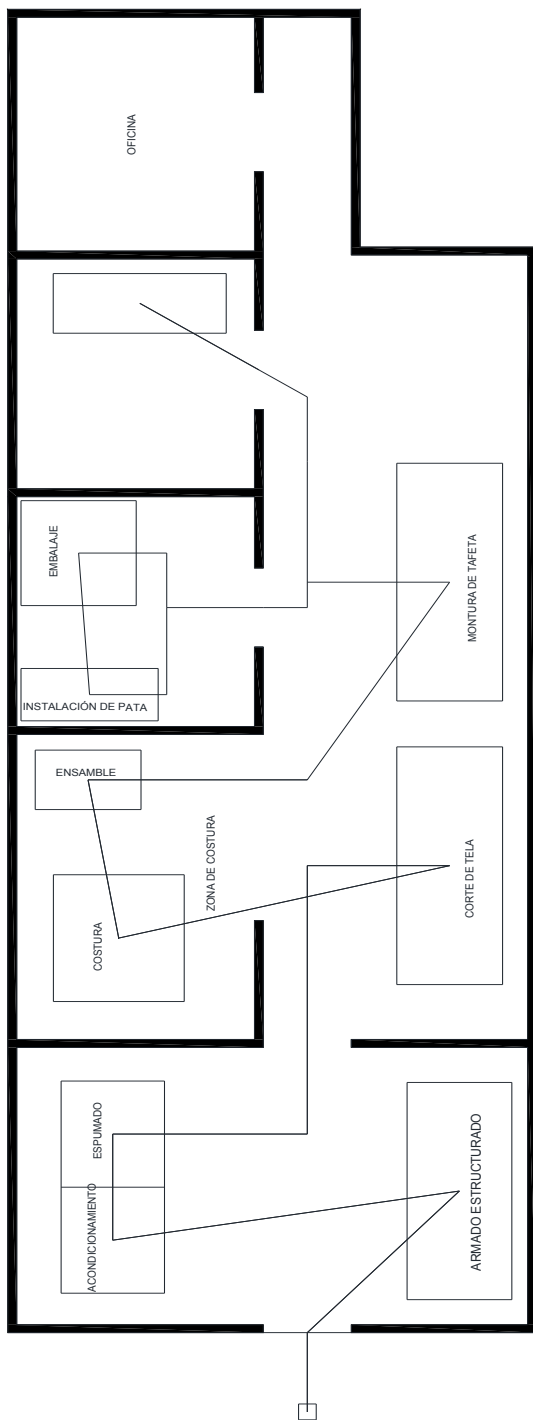 OFICINA
EMBALAJE
MONTURA DE TAFETA
INSTALACIÓN DE PATA
ENSAMBLE
ZONA DE COSTURA
CORTE DE TELA
COSTURA
ESPUMADO
ACONDICIONAMIENTO
ARMADO ESTRUCTURADO